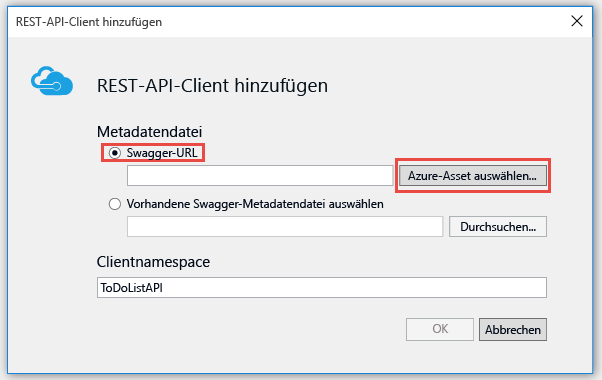 REST-API-Client hinzufügen
REST-API-Client hinzufügen
Metadatendatei
Swagger-URL
Azure-Asset auswählen...
Vorhandene Swagger-Metadatendatei auswählen
Durchsuchen...
Clientnamespace
ToDoListAPI
OK Abbrechen